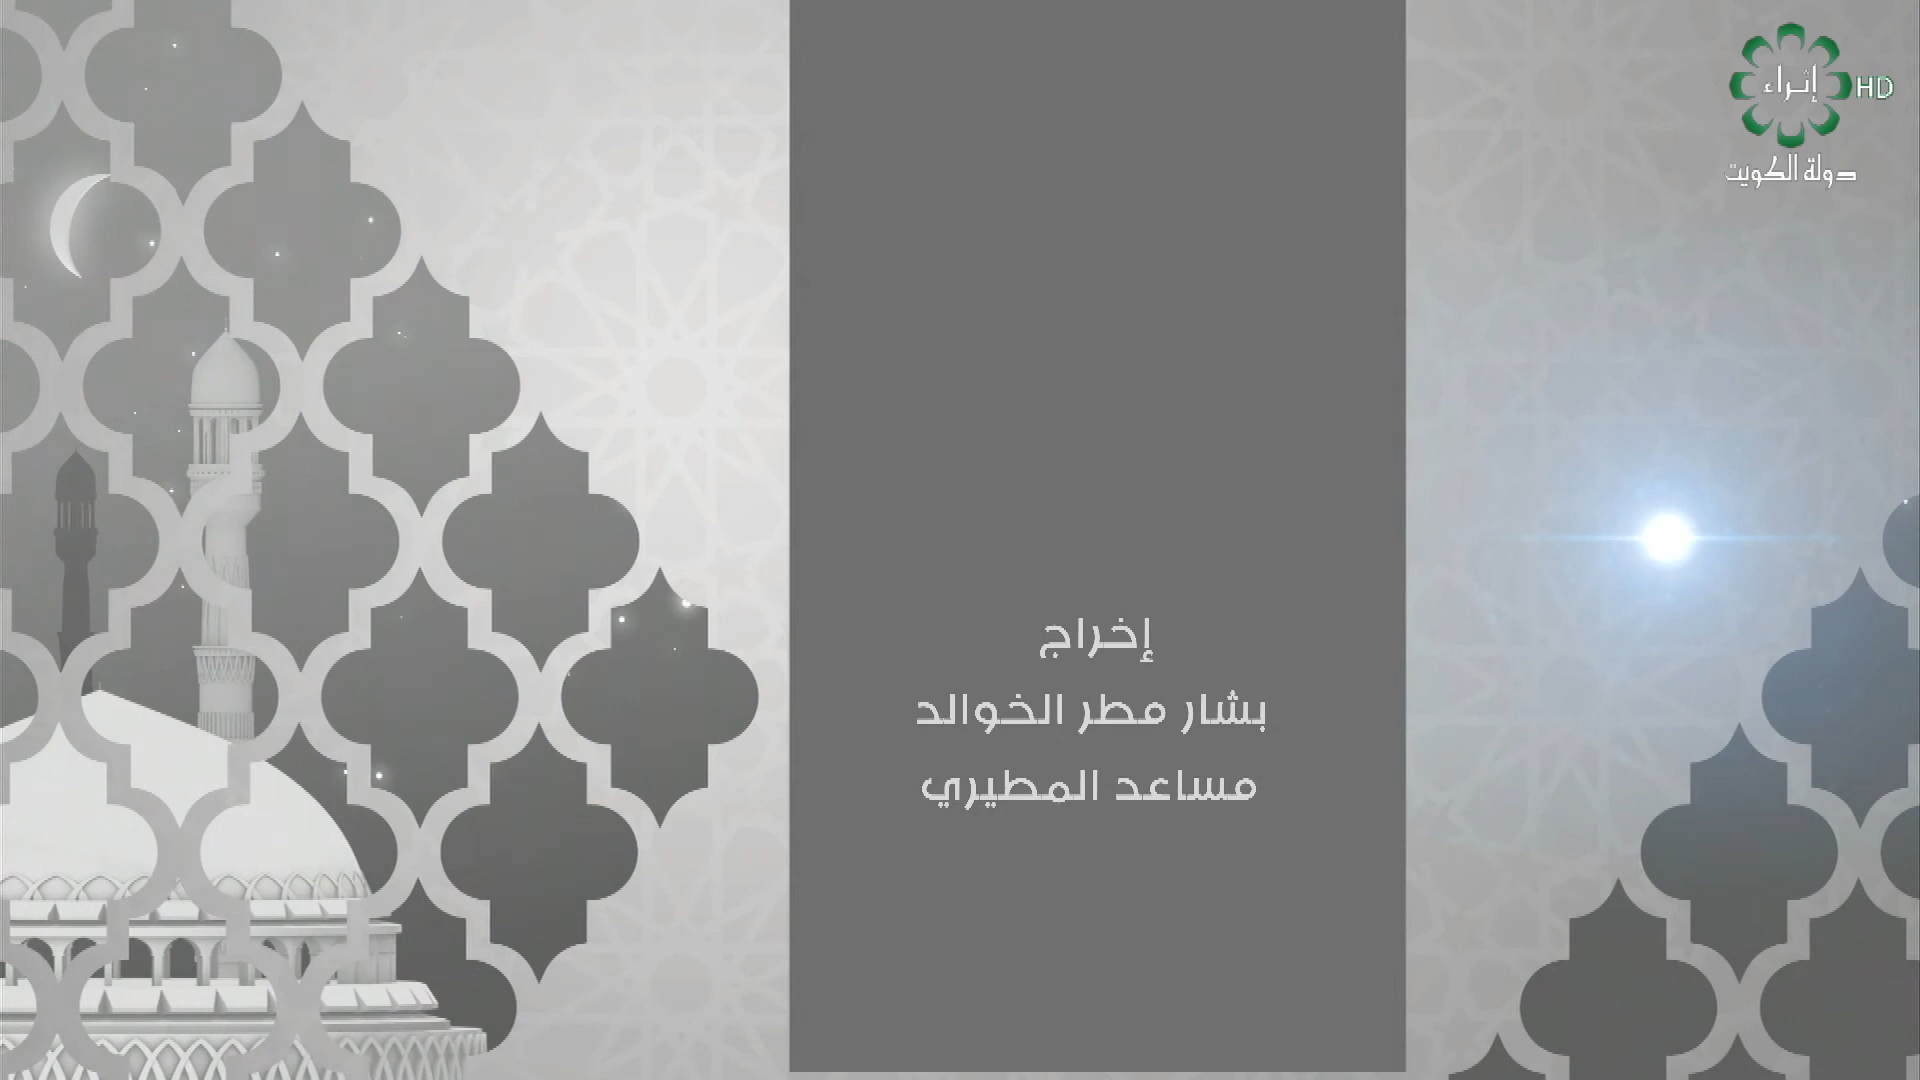 إثراء HD
دولة الكويت
إخراج
بشار مطر الخوالد
مساعد المطيري